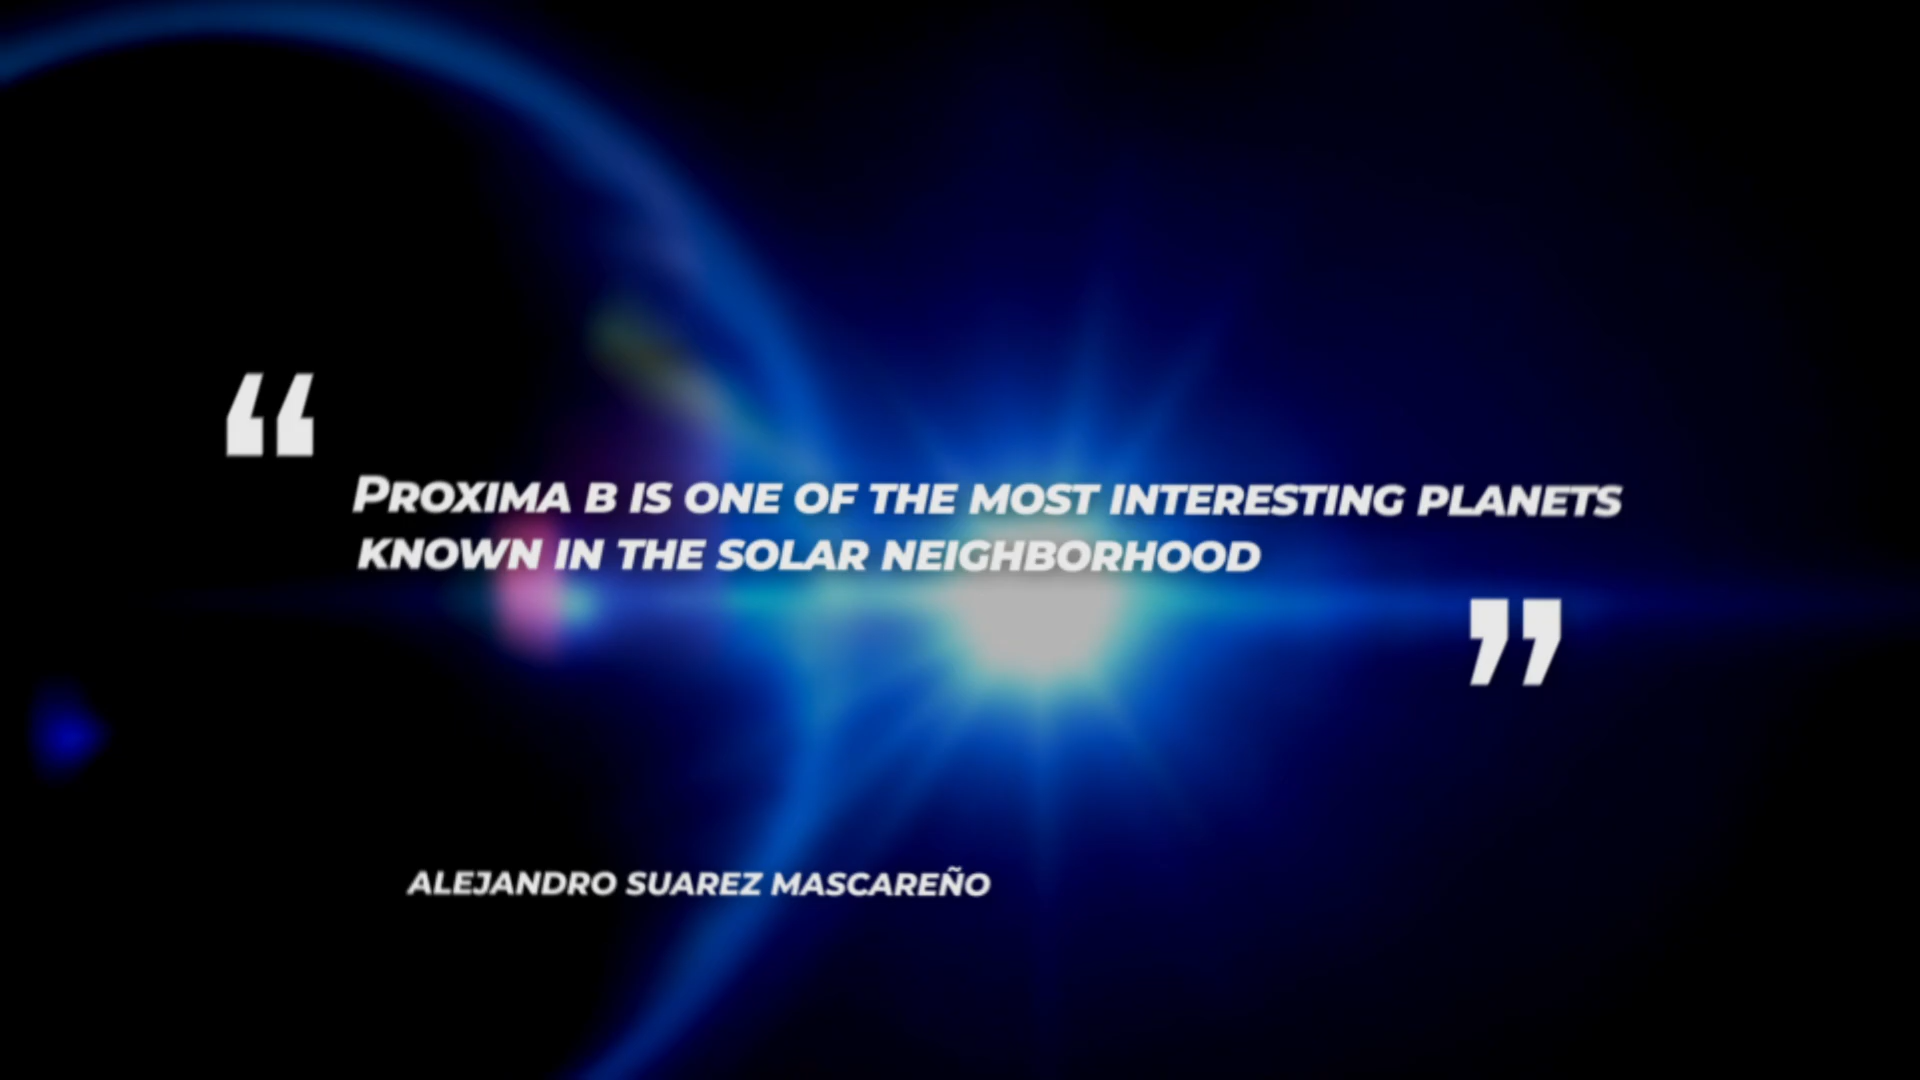 “
PROXIMA B IS ONE OF THE MOST INTERESTING PLANETS
KNOWN IN THE SOLAR NEIGHBORHOOD
”
ALEJANDRO SUAREZ MASCAREÑO